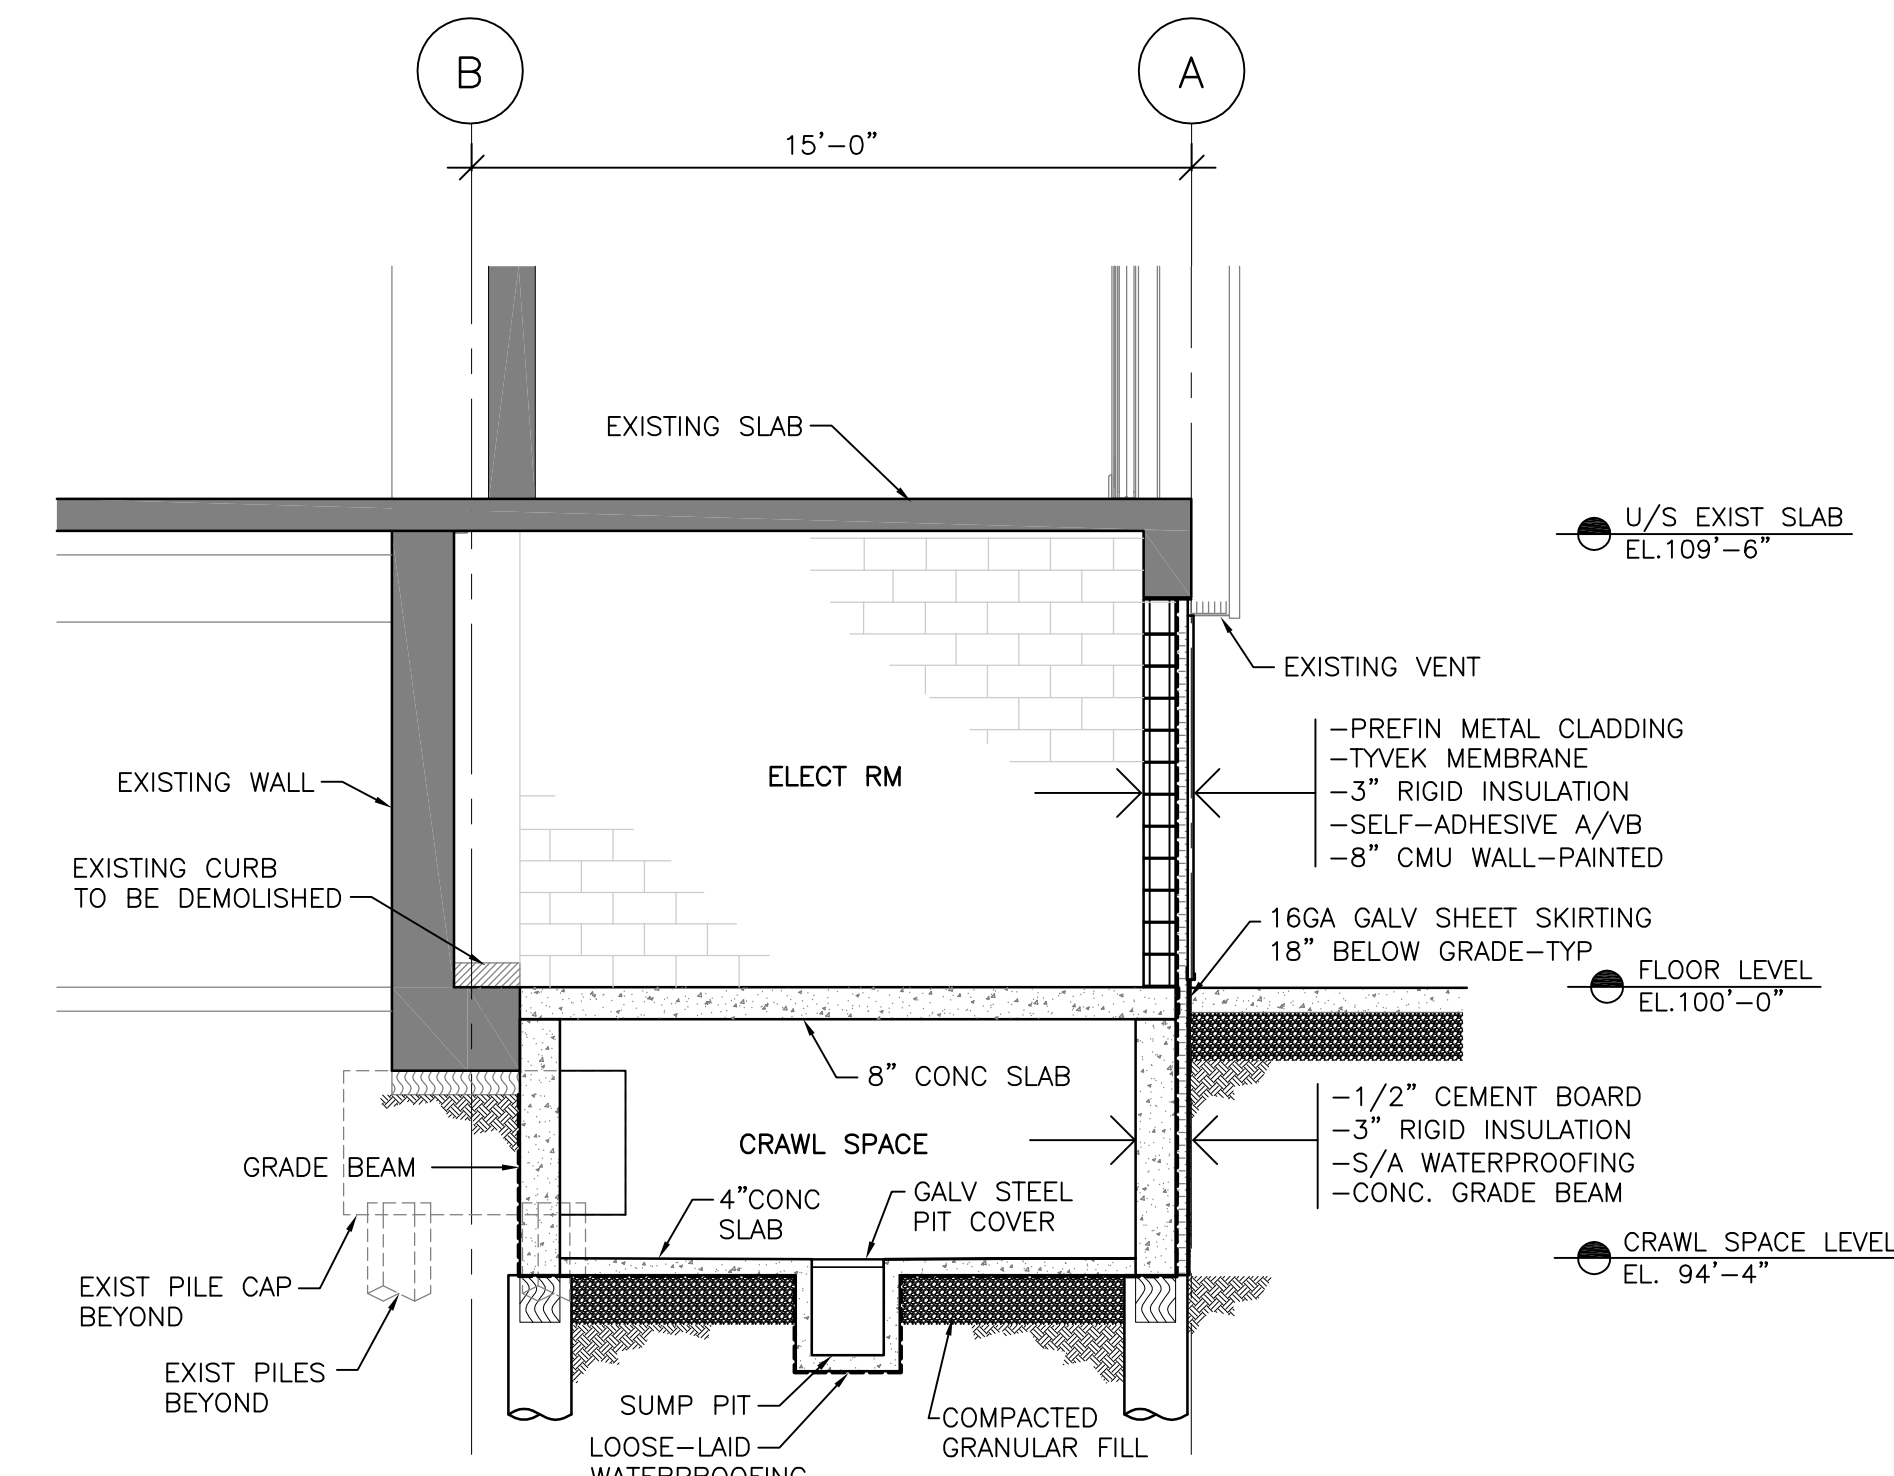 B
A
15'-0"
EXISTING SLAB
U/S EXIST SLAB
EL.109'-6"
EXISTING VENT
-PREFIN METAL CLADDING
-TYVEK MEMBRANE
-3" RIGID INSULATION
-SELF-ADHESIVE A/VB
-8" CMU WALL-PAINTED
ELECT RM
EXISTING WALL
EXISTING CURB
TO BE DEMOLISHED
16GA GALV SHEET SKIRTING
18" BELOW GRADE-TYP
FLOOR LEVEL
EL.100'-0"
8" CONC SLAB
-1/2" CEMENT BOARD
-3" RIGID INSULATION
-S/A WATERPROOFING
-CONC. GRADE BEAM
CRAWL SPACE
GRADE BEAM
4"CONC
SLAB
GALV STEEL
PIT COVER
CRAWL SPACE LEVEL
EL. 94'-4"
EXIST PILE CAP
BEYOND
EXIST PILES
BEYOND
SUMP PIT
LOOSE-LAID
WATERPROOFING
COMPACTED
GRANULAR FILL